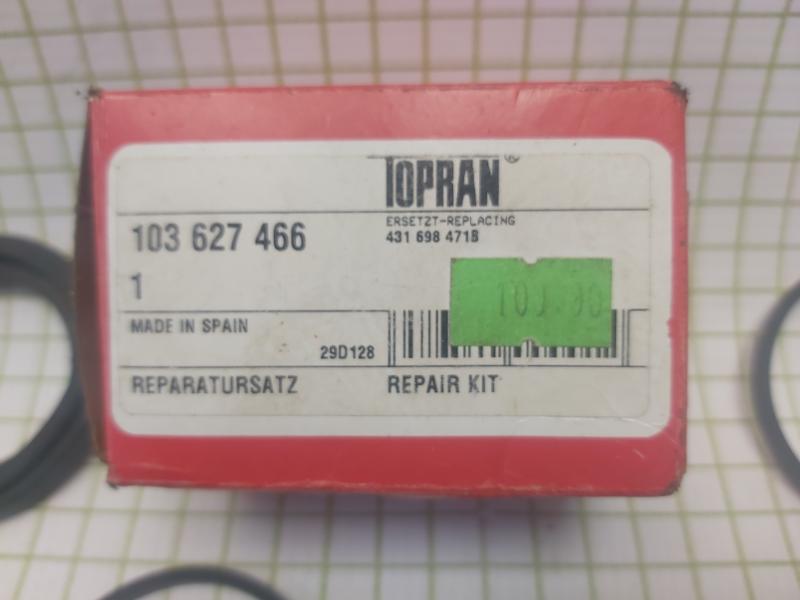 TOPRAN®
ERSETZT-REPLACING
103 627 466
431 698 471B
1
MADE IN SPAIN
29D128
REPARATURSATZ
REPAIR KIT